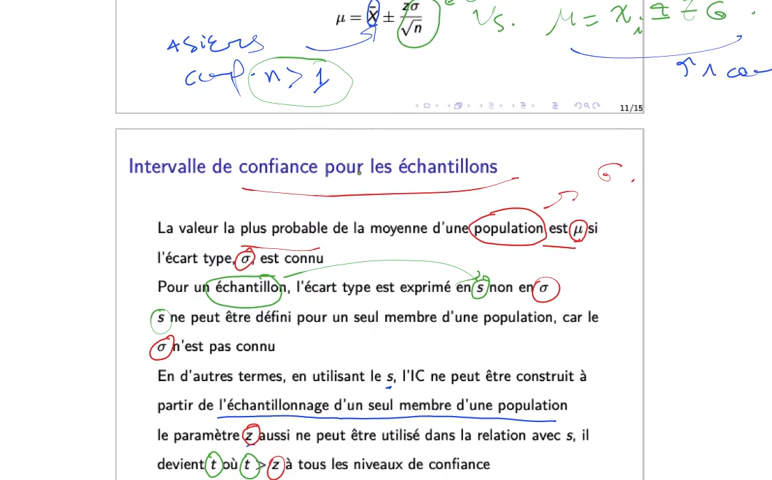 μ = X̄ ± zσ/√n Vs. μ = xᵢ ± zσ.
n > 1
11/15
Intervalle de confiance pour les échantillons
σ.
La valeur la plus probable de la moyenne d'une population est μ si
l'écart type, σ, est connu
Pour un échantillon, l'écart type est exprimé en s non en σ
s ne peut être défini pour un seul membre d'une population, car le
σ n'est pas connu
En d'autres termes, en utilisant le s, l'IC ne peut être construit à
partir de l'échantillonnage d'un seul membre d'une population
le paramètre z aussi ne peut être utilisé dans la relation avec s, il
devient t où t > z à tous les niveaux de confiance